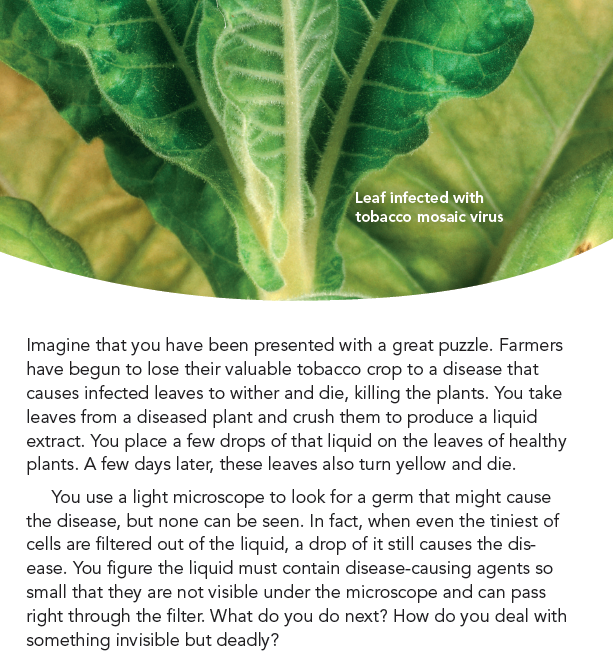 Leaf infected with
tobacco mosaic virus
Imagine that you have been presented with a great puzzle. Farmers
have begun to lose their valuable tobacco crop to a disease that
causes infected leaves to wither and die, killing the plants. You take
leaves from a diseased plant and crush them to produce a liquid
extract. You place a few drops of that liquid on the leaves of healthy
plants. A few days later, these leaves also turn yellow and die.
You use a light microscope to look for a germ that might cause
the disease, but none can be seen. In fact, when even the tiniest of
cells are filtered out of the liquid, a drop of it still causes the dis-
ease. You figure the liquid must contain disease-causing agents so
small that they are not visible under the microscope and can pass
right through the filter. What do you do next? How do you deal with
something invisible but deadly?